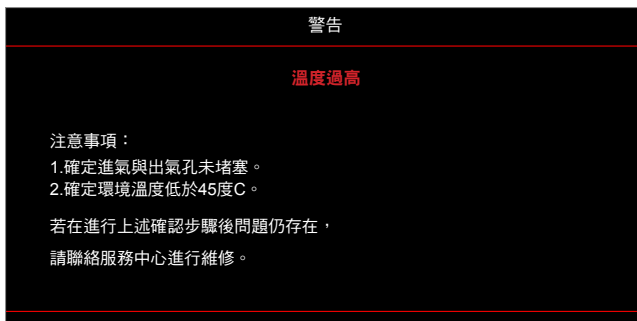 警告
溫度過高
注意事項：
1.確定進氣與出氣孔未堵塞。
2.確定環境溫度低於45度C。
若在進行上述確認步驟後問題仍存在，
請聯絡服務中心進行維修。